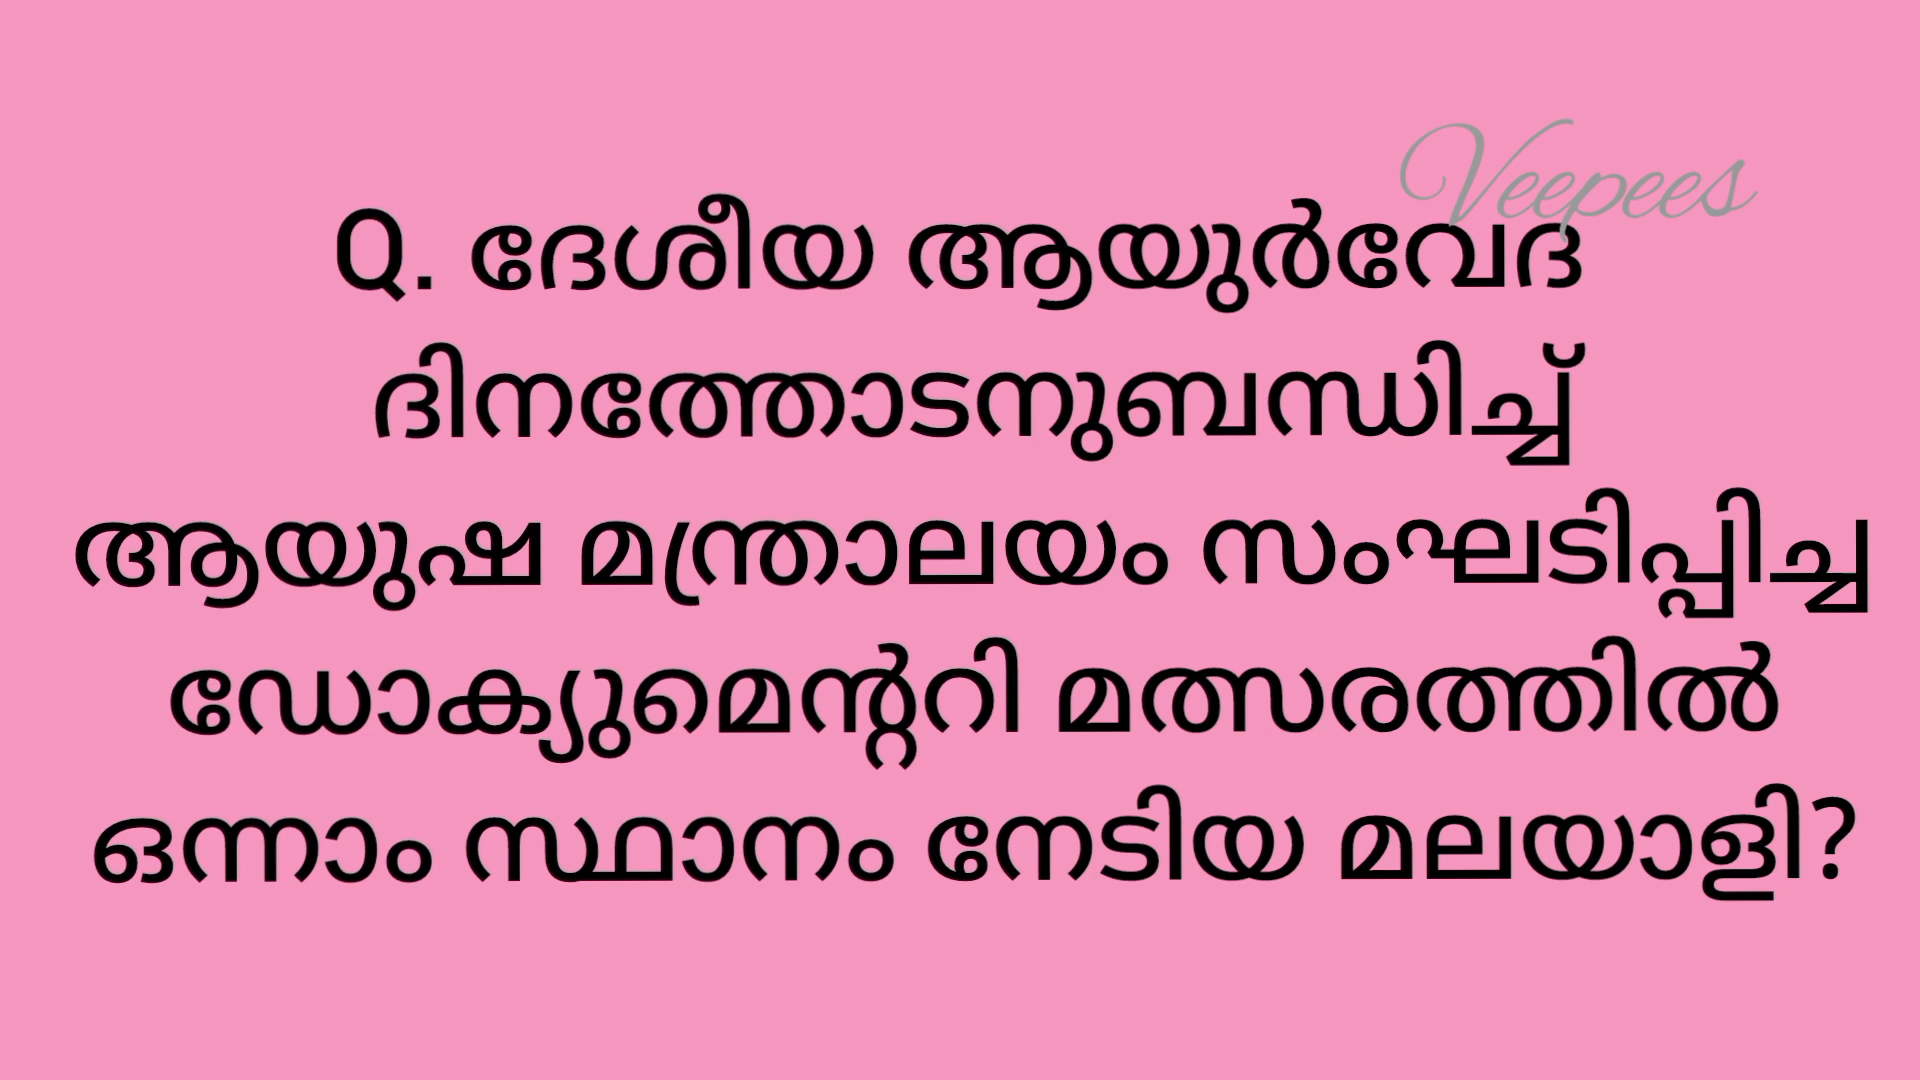 Veepees
Q. ദേശീയ ആയുർവേദ
ദിനത്തോടനുബന്ധിച്ച്
ആയുഷ മന്ത്രാലയം സംഘടിപ്പിച്ച
ഡോക്യുമെന്ററി മത്സരത്തിൽ
ഒന്നാം സ്ഥാനം നേടിയ മലയാളി?